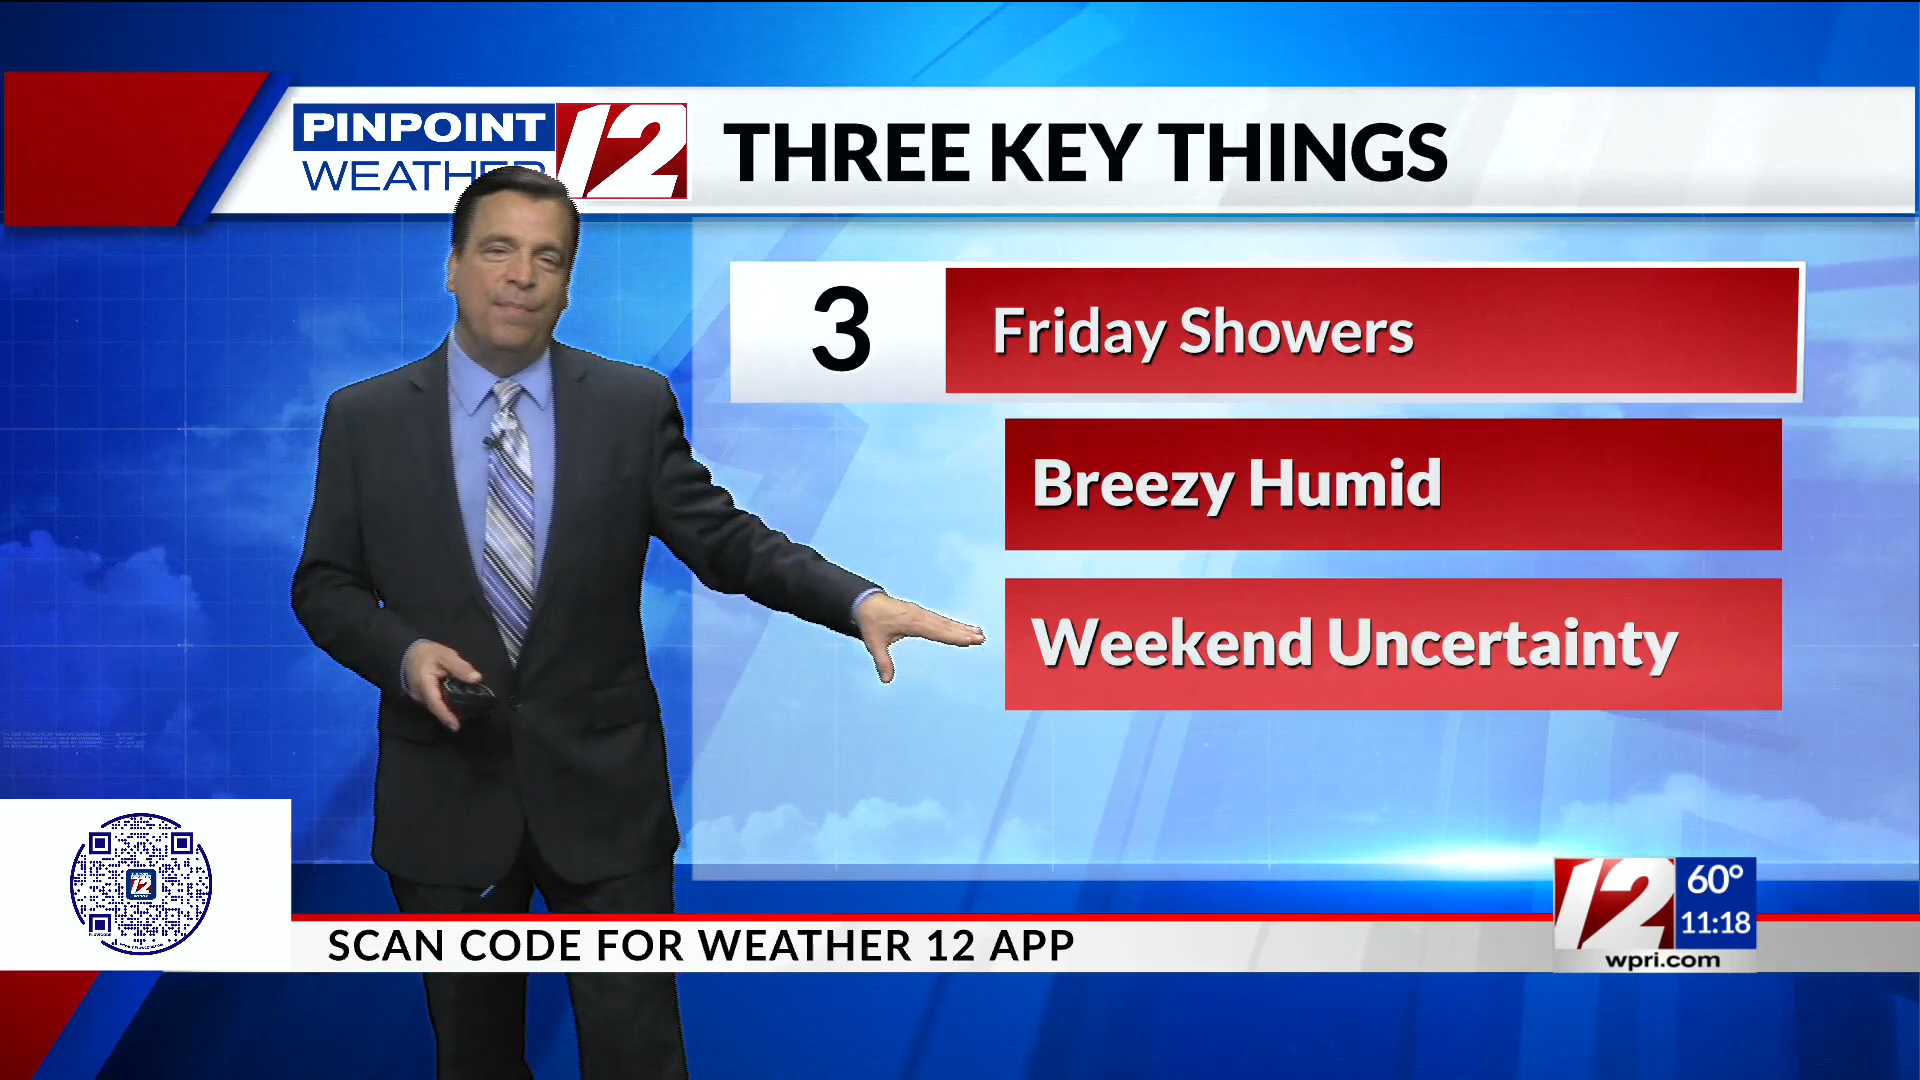 PINPOINT
WEATHER
12
THREE KEY THINGS
3
Friday Showers
Breezy Humid
Weekend Uncertainty
12
SCAN CODE FOR WEATHER 12 APP
12
60°
11:18
wpri.com